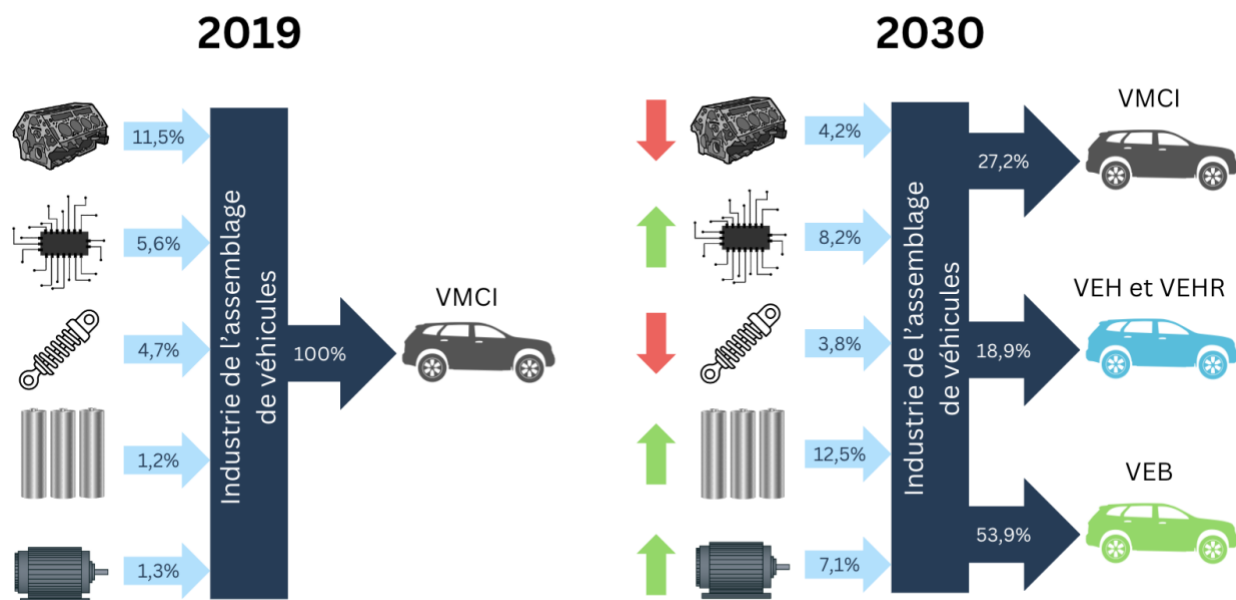 2019
11,5%
5,6%
4,7%
1,2%
1,3%
Industrie de l'assemblage
de véhicules
100%
VMCI
2030
4,2%
8,2%
3,8%
12,5%
7,1%
Industrie de l'assemblage
de véhicules
27,2%
VMCI
18,9%
VEH et VEHR
53,9%
VEB